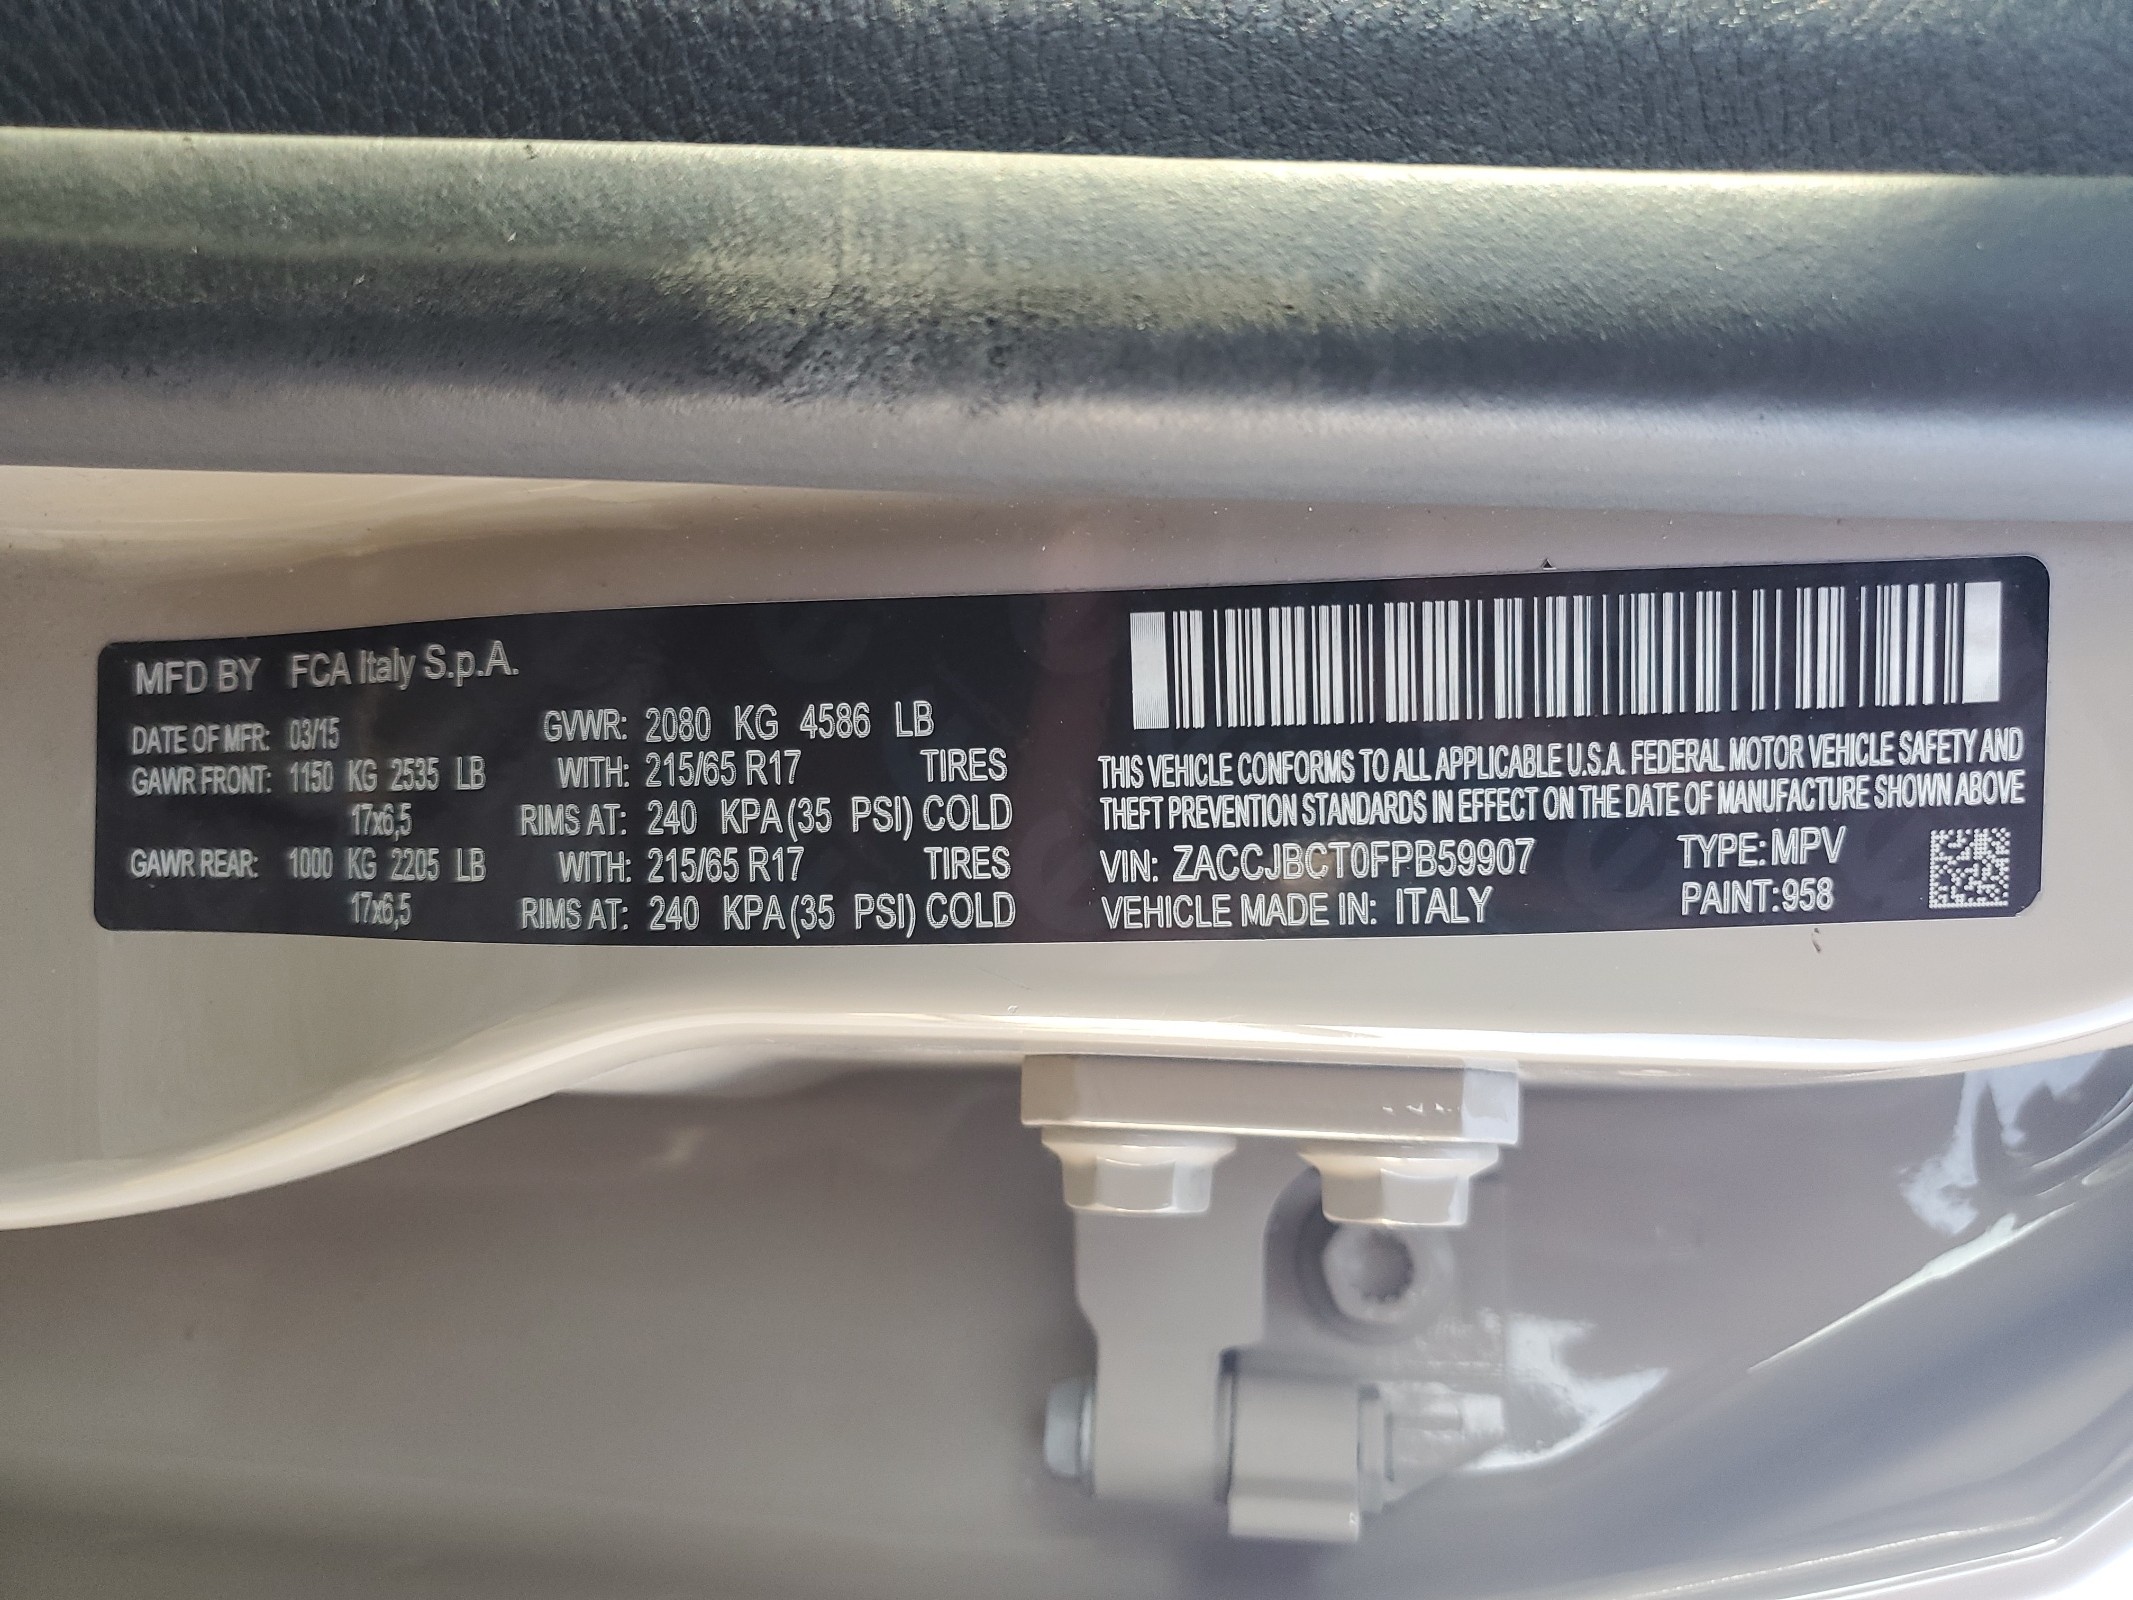 MFD BY FCA Italy S.p.A.
DATE OF MFR: 03/15 GVWR: 2080 KG 4586 LB
GAWR FRONT: 1150 KG 2535 LB WITH: 215/65 R17 TIRES
17x6,5 RIMS AT: 240 KPA (35 PSI) COLD
GAWR REAR: 1000 KG 2205 LB WITH: 215/65 R17 TIRES
17x6,5 RIMS AT: 240 KPA (35 PSI) COLD
THIS VEHICLE CONFORMS TO ALL APPLICABLE U.S.A. FEDERAL MOTOR VEHICLE SAFETY AND
THEFT PREVENTION STANDARDS IN EFFECT ON THE DATE OF MANUFACTURE SHOWN ABOVE
VIN: ZACCJBCT0FPB59907 TYPE: MPV
VEHICLE MADE IN: ITALY PAINT:958